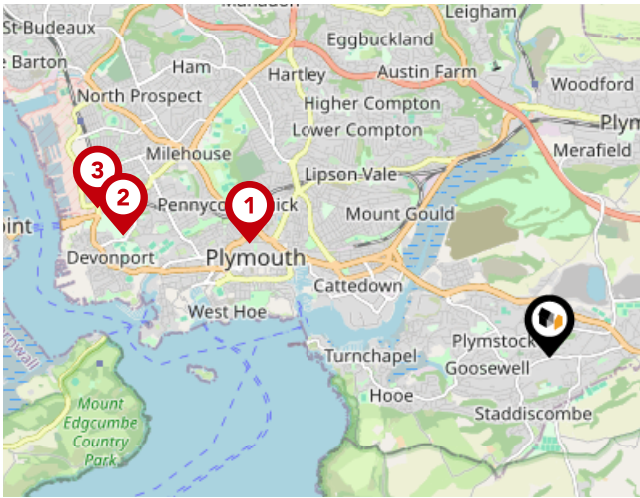 Leigham
St-Budeaux
Eggbuckland
e Barton
Ham
Hartley
Austin Farm
Woodford
North Prospect
Higher Compton
Lower Compton
Plym
Milehouse
Merafield
3
Lipson Vale
2
Pennyco
1
ick
Mount Gould
oint
Devonport
Plymouth
Cattedown
West Hoe
Plymstock
Turnchapel
Goosewell
Hooe
Staddiscombe
Mount
Edgcumbe
Country
Park